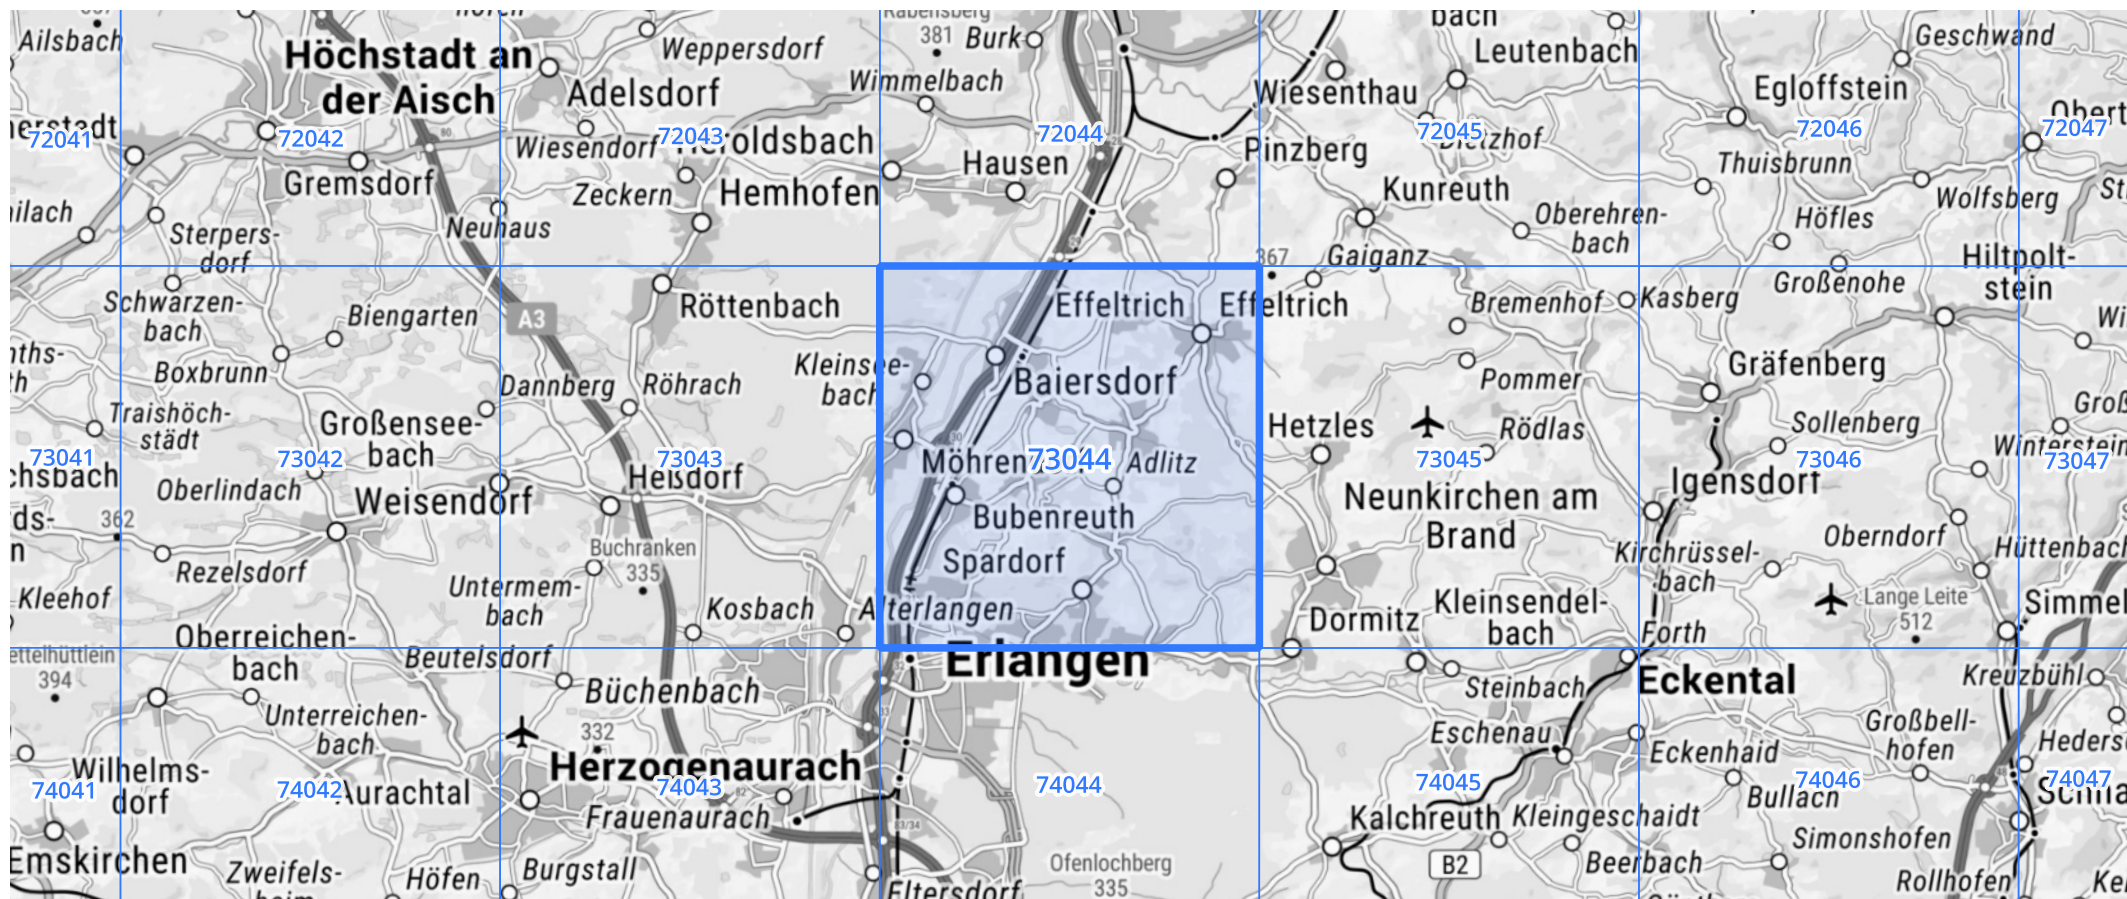 Ailsbach
Höchstadt an
der Aisch
Weppersdorf
Adelsdorf
Wimmelbach
381
Burk
Leutenbach
Geschwand
Egloffstein
Wiesenthau
72041
72042
72043
72044
72045
72046
72047
80
Wiesendorf
Hemhofen
Zeckern
Hausen
Pinzberg
Kunreuth
Thuisbrunn
Wolfsberg
Gremsdorf
Neuhaus
Sterpers-
dorf
Oberehren-
bach
Höfles
Gaiganz
367
Hiltpolt-
stein
Großenohe
Schwarzen-
bach
Biengarten
A3
Röttenbach
Effeltrich
Effeltrich
Bremenhof
Kasberg
Boxbrunn
Dannberg
Röhrach
Kleinsee-
bach
Baiersdorf
Pommer
Gräfenberg
Traishöch-
städt
Großensee-
bach
Hetzles
Rödlas
Sollenberg
Winterstein
73041
73042
73043
73044
73045
73046
73047
Heßdorf
Adlitz
Igensdorf
Oberlindach
Weisendorf
Neunkirchen am
Brand
362
Bubenreuth
Oberndorf
Rezelsdorf
Buchranken
335
Spardorf
Kirchrüssel-
bach
Hüttenbach
Kleehof
Untermem-
bach
Kosbach
Alterlangen
Dormitz
Kleinsendel-
bach
Lange Leite
512
Forth
Oberreichen-
bach
Beutelsdorf
Erlangen
394
Büchenbach
Steinbach
Eckental
Kreuzbühl
Unterreichen-
bach
332
Eschenau
Eckenhaid
Großbell-
hofen
Wilhelms-
dorf
Herzogenaurach
74041
74042
74043
74044
74045
74046
74047
Aurachtal
82
Frauenaurach
83/34
Kalchreuth
Kleingeschaidt
Bullach
Simonshofen
Emskirchen
Zweifels-
Höfen
Burgstall
Eltersdorf
Ofenlochberg
335
B2
Beerbach
Rollhofen